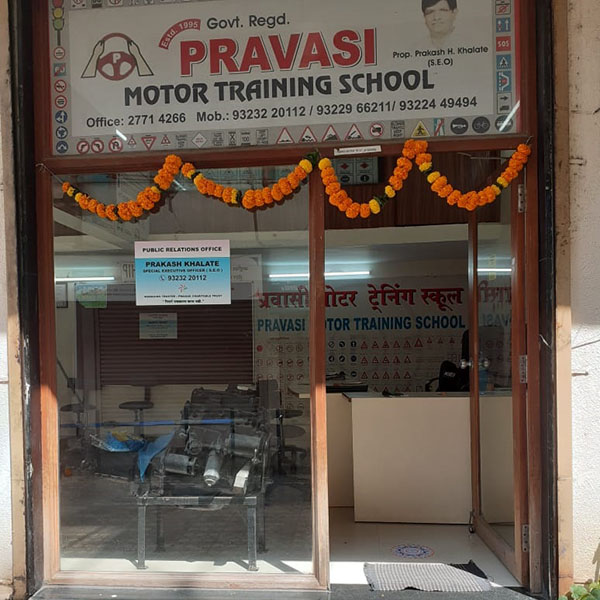 Estd. 1995
Govt. Regd.
PRAVASI
MOTOR TRAINING SCHOOL
Prop. Prakash H. Khalate
(S.E.O)
Office: 2771 4266 Mob.: 93232 20112 / 93229 66211/ 93224 49494
SOS
PUBLIC RELATIONS OFFICE
PRAKASH KHALATE
SPECIAL EXECUTIVE OFFICER ( S.E.O )
93232 20112
प्रवासी मोटर ट्रेनिंग स्कूल
PRAVASI MOTOR TRAINING SCHOOL